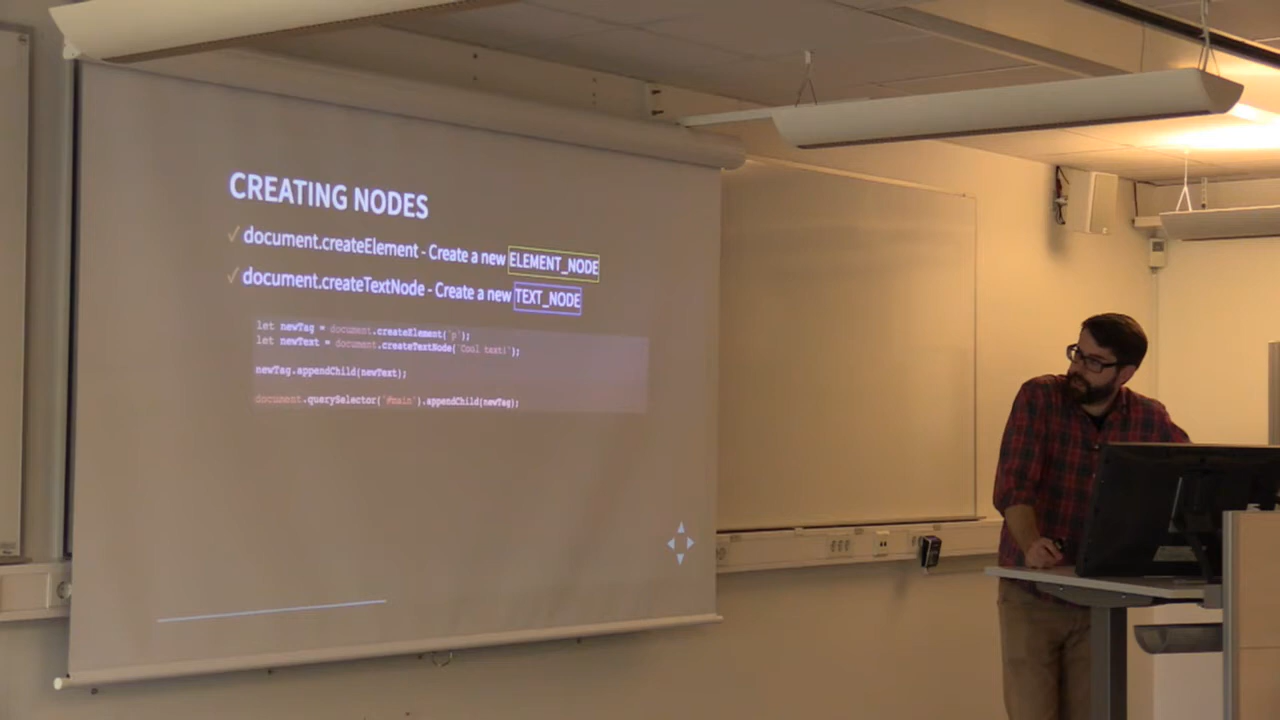 CREATING NODES
✓ document.createElement - Create a new ELEMENT_NODE
✓ document.createTextNode - Create a new TEXT_NODE
let newTag = document.createElement('p');
let newText = document.createTextNode('Cool text!');
newTag.appendChild(newText);
document.querySelector('#main').appendChild(newTag);